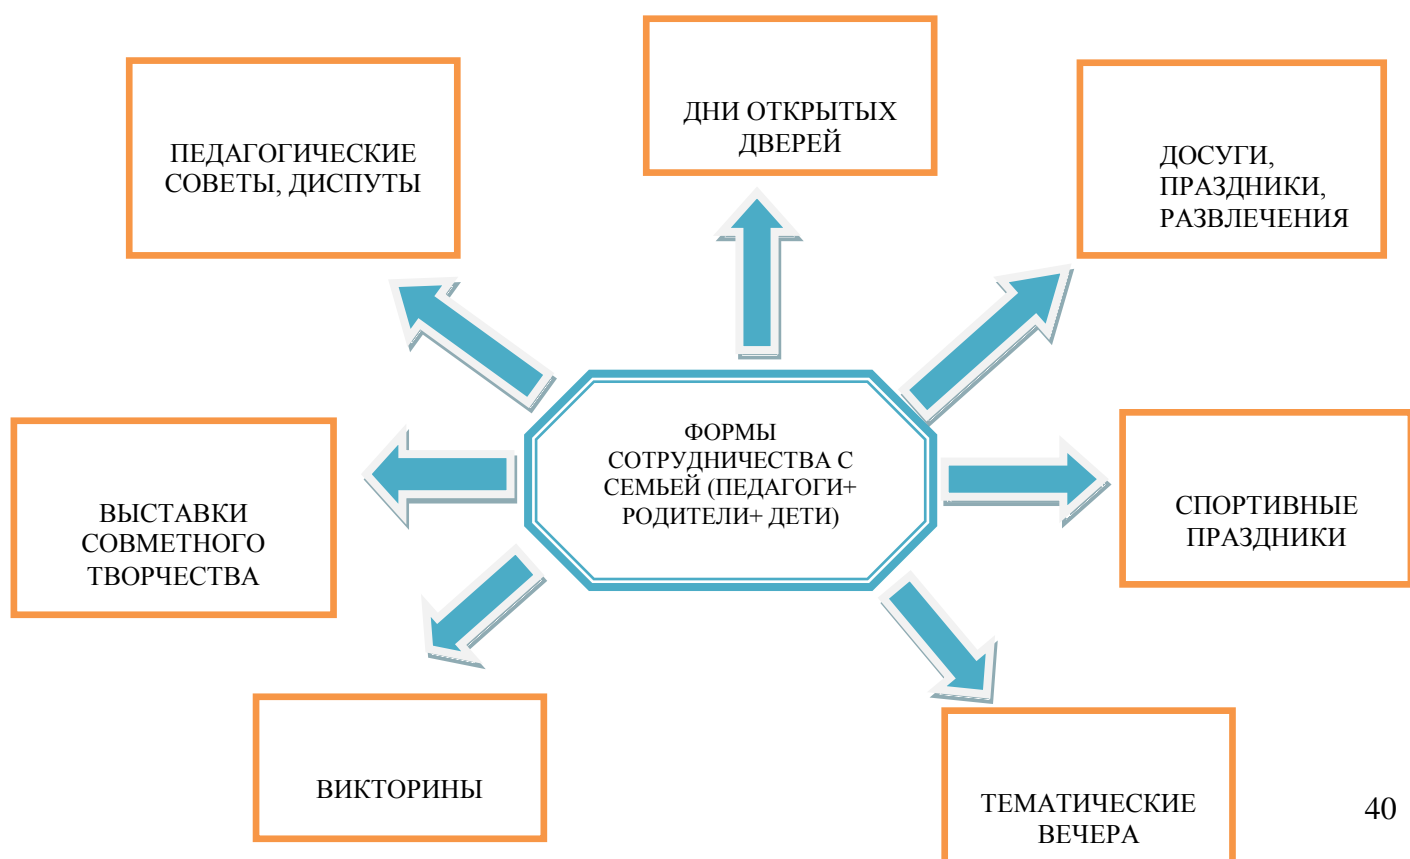 ДНИ ОТКРЫТЫХ
ДВЕРЕЙ
ПЕДАГОГИЧЕСКИЕ
СОВЕТЫ, ДИСПУТЫ
ДОСУГИ,
ПРАЗДНИКИ,
РАЗВЛЕЧЕНИЯ
ФОРМЫ
СОТРУДНИЧЕСТВА С
СЕМЬЕЙ (ПЕДАГОГИ+
РОДИТЕЛИ+ ДЕТИ)
ВЫСТАВКИ
СОВМЕТНОГО
ТВОРЧЕСТВА
СПОРТИВНЫЕ
ПРАЗДНИКИ
ВИКТОРИНЫ
ТЕМАТИЧЕСКИЕ
ВЕЧЕРА
40